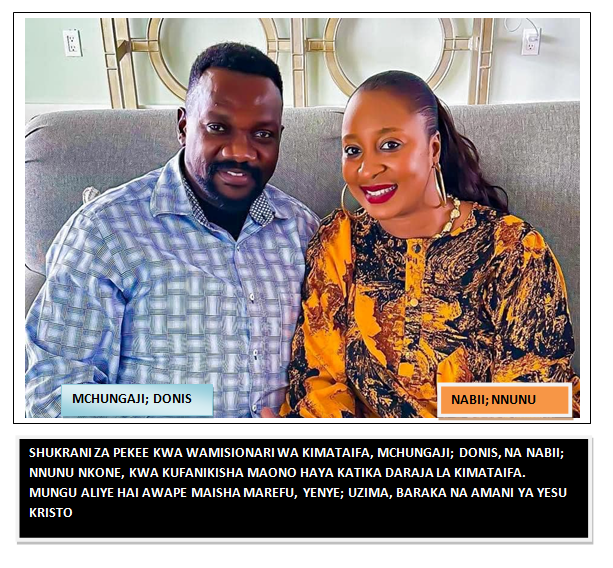 MCHUNGAJI; DONIS
NABII; NNUNU
SHUKRANI ZA PEKEE KWA WAMISIONARI WA KIMATAIFA, MCHUNGAJI; DONIS, NA NABII;
NNUNU NKONE, KWA KUFANIKISHA MAONO HAYA KATIKA DARAJA LA KIMATAIFA.
MUNGU ALIYE HAI AWAPE MAISHA MAREFU, YENYE; UZIMA, BARAKA NA AMANI YA YESU
KRISTO